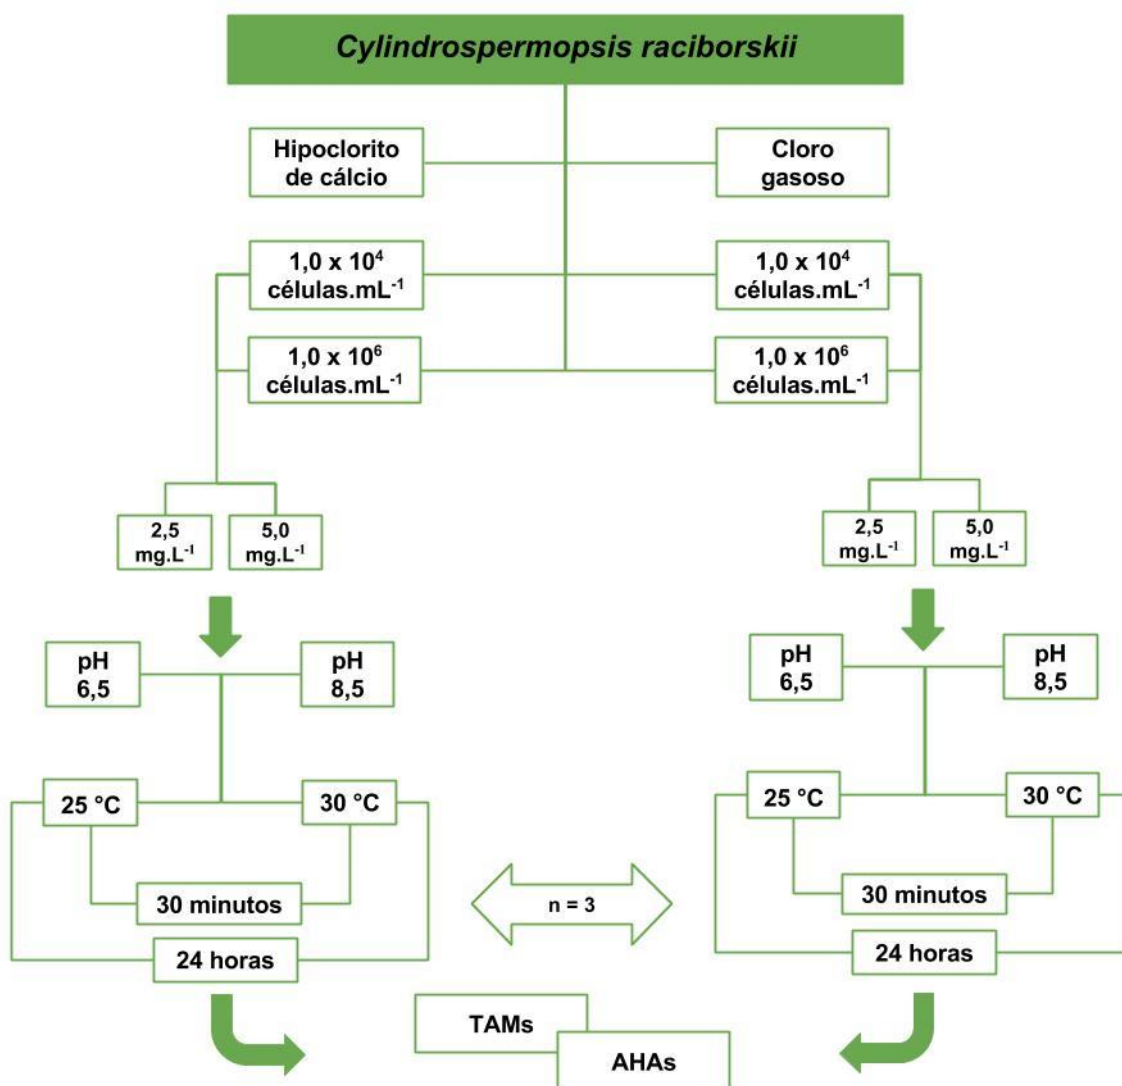 Cylindrospermopsis raciborskii
Hipoclorito
de cálcio
Cloro
gasoso
1,0 x 10⁴
células.mL⁻¹
1,0 x 10⁴
células.mL⁻¹
1,0 x 10⁶
células.mL⁻¹
1,0 x 10⁶
células.mL⁻¹
2,5
mg.L⁻¹
5,0
mg.L⁻¹
2,5
mg.L⁻¹
5,0
mg.L⁻¹
pH
6,5
pH
8,5
pH
6,5
pH
8,5
25 °C
30 °C
25 °C
30 °C
30 minutos
n = 3
30 minutos
24 horas
24 horas
TAMs
AHAs